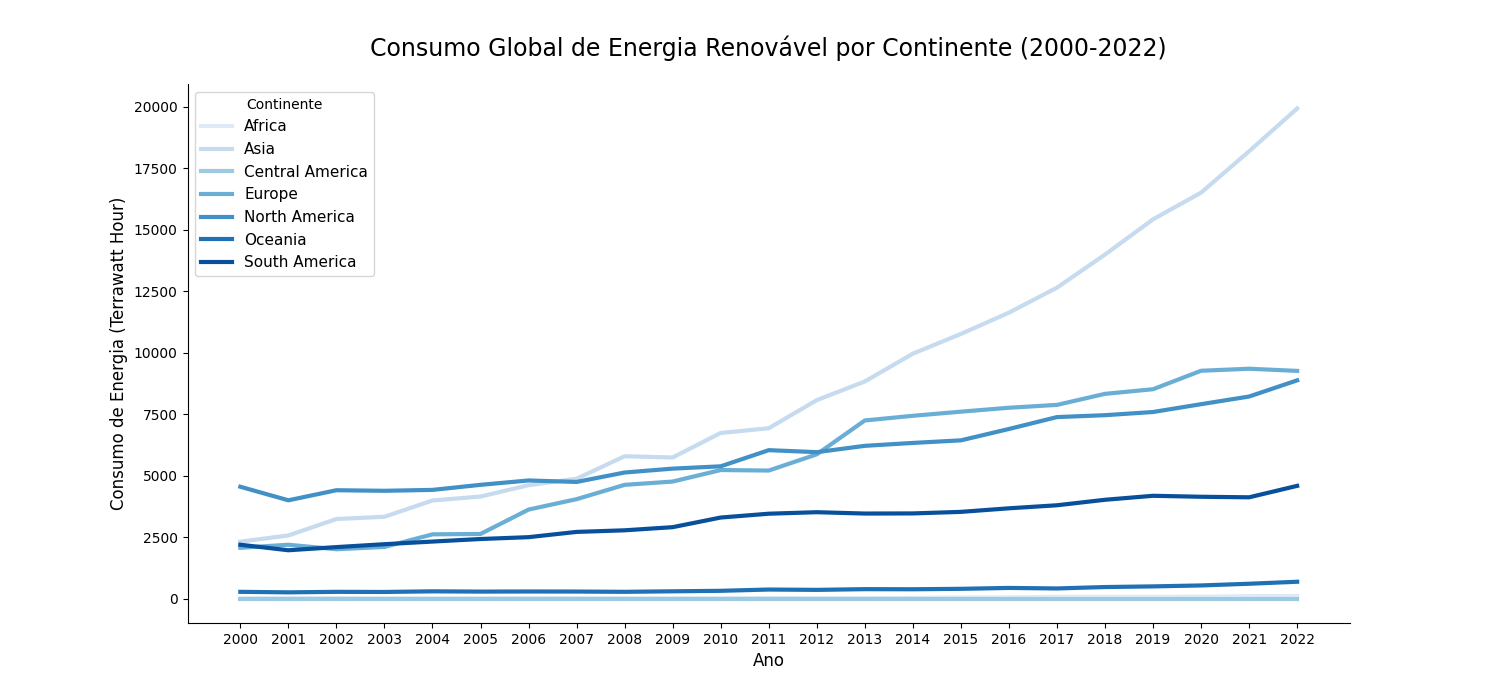 Consumo Global de Energia Renovável por Continente (2000-2022)
Continente
Africa
Asia
Central America
Europe
North America
Oceania
South America
Consumo de Energia (Terrawatt Hour)
20000
17500
15000
12500
10000
7500
5000
2500
0
2000 2001 2002 2003 2004 2005 2006 2007 2008 2009 2010 2011 2012 2013 2014 2015 2016 2017 2018 2019 2020 2021 2022
Ano